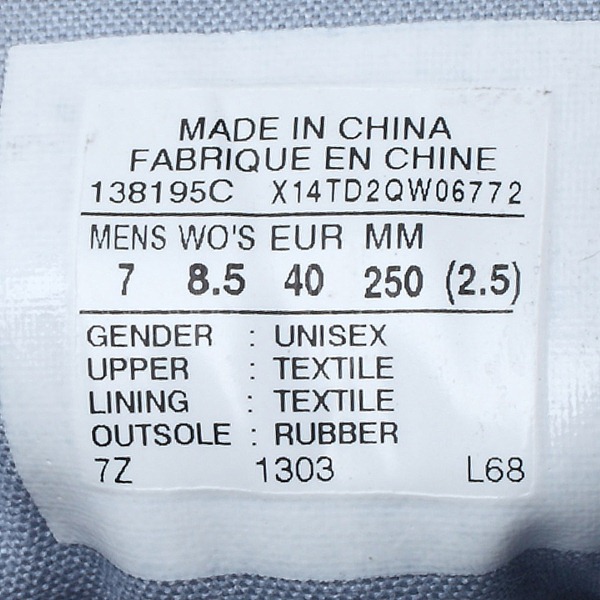 MADE IN CHINA
FABRIQUE EN CHINE
138195C X14TD2QW06772
MENS WO'S EUR MM
7 8.5 40 250 (2.5)
GENDER : UNISEX
UPPER : TEXTILE
LINING : TEXTILE
OUTSOLE : RUBBER
7Z 1303 L68